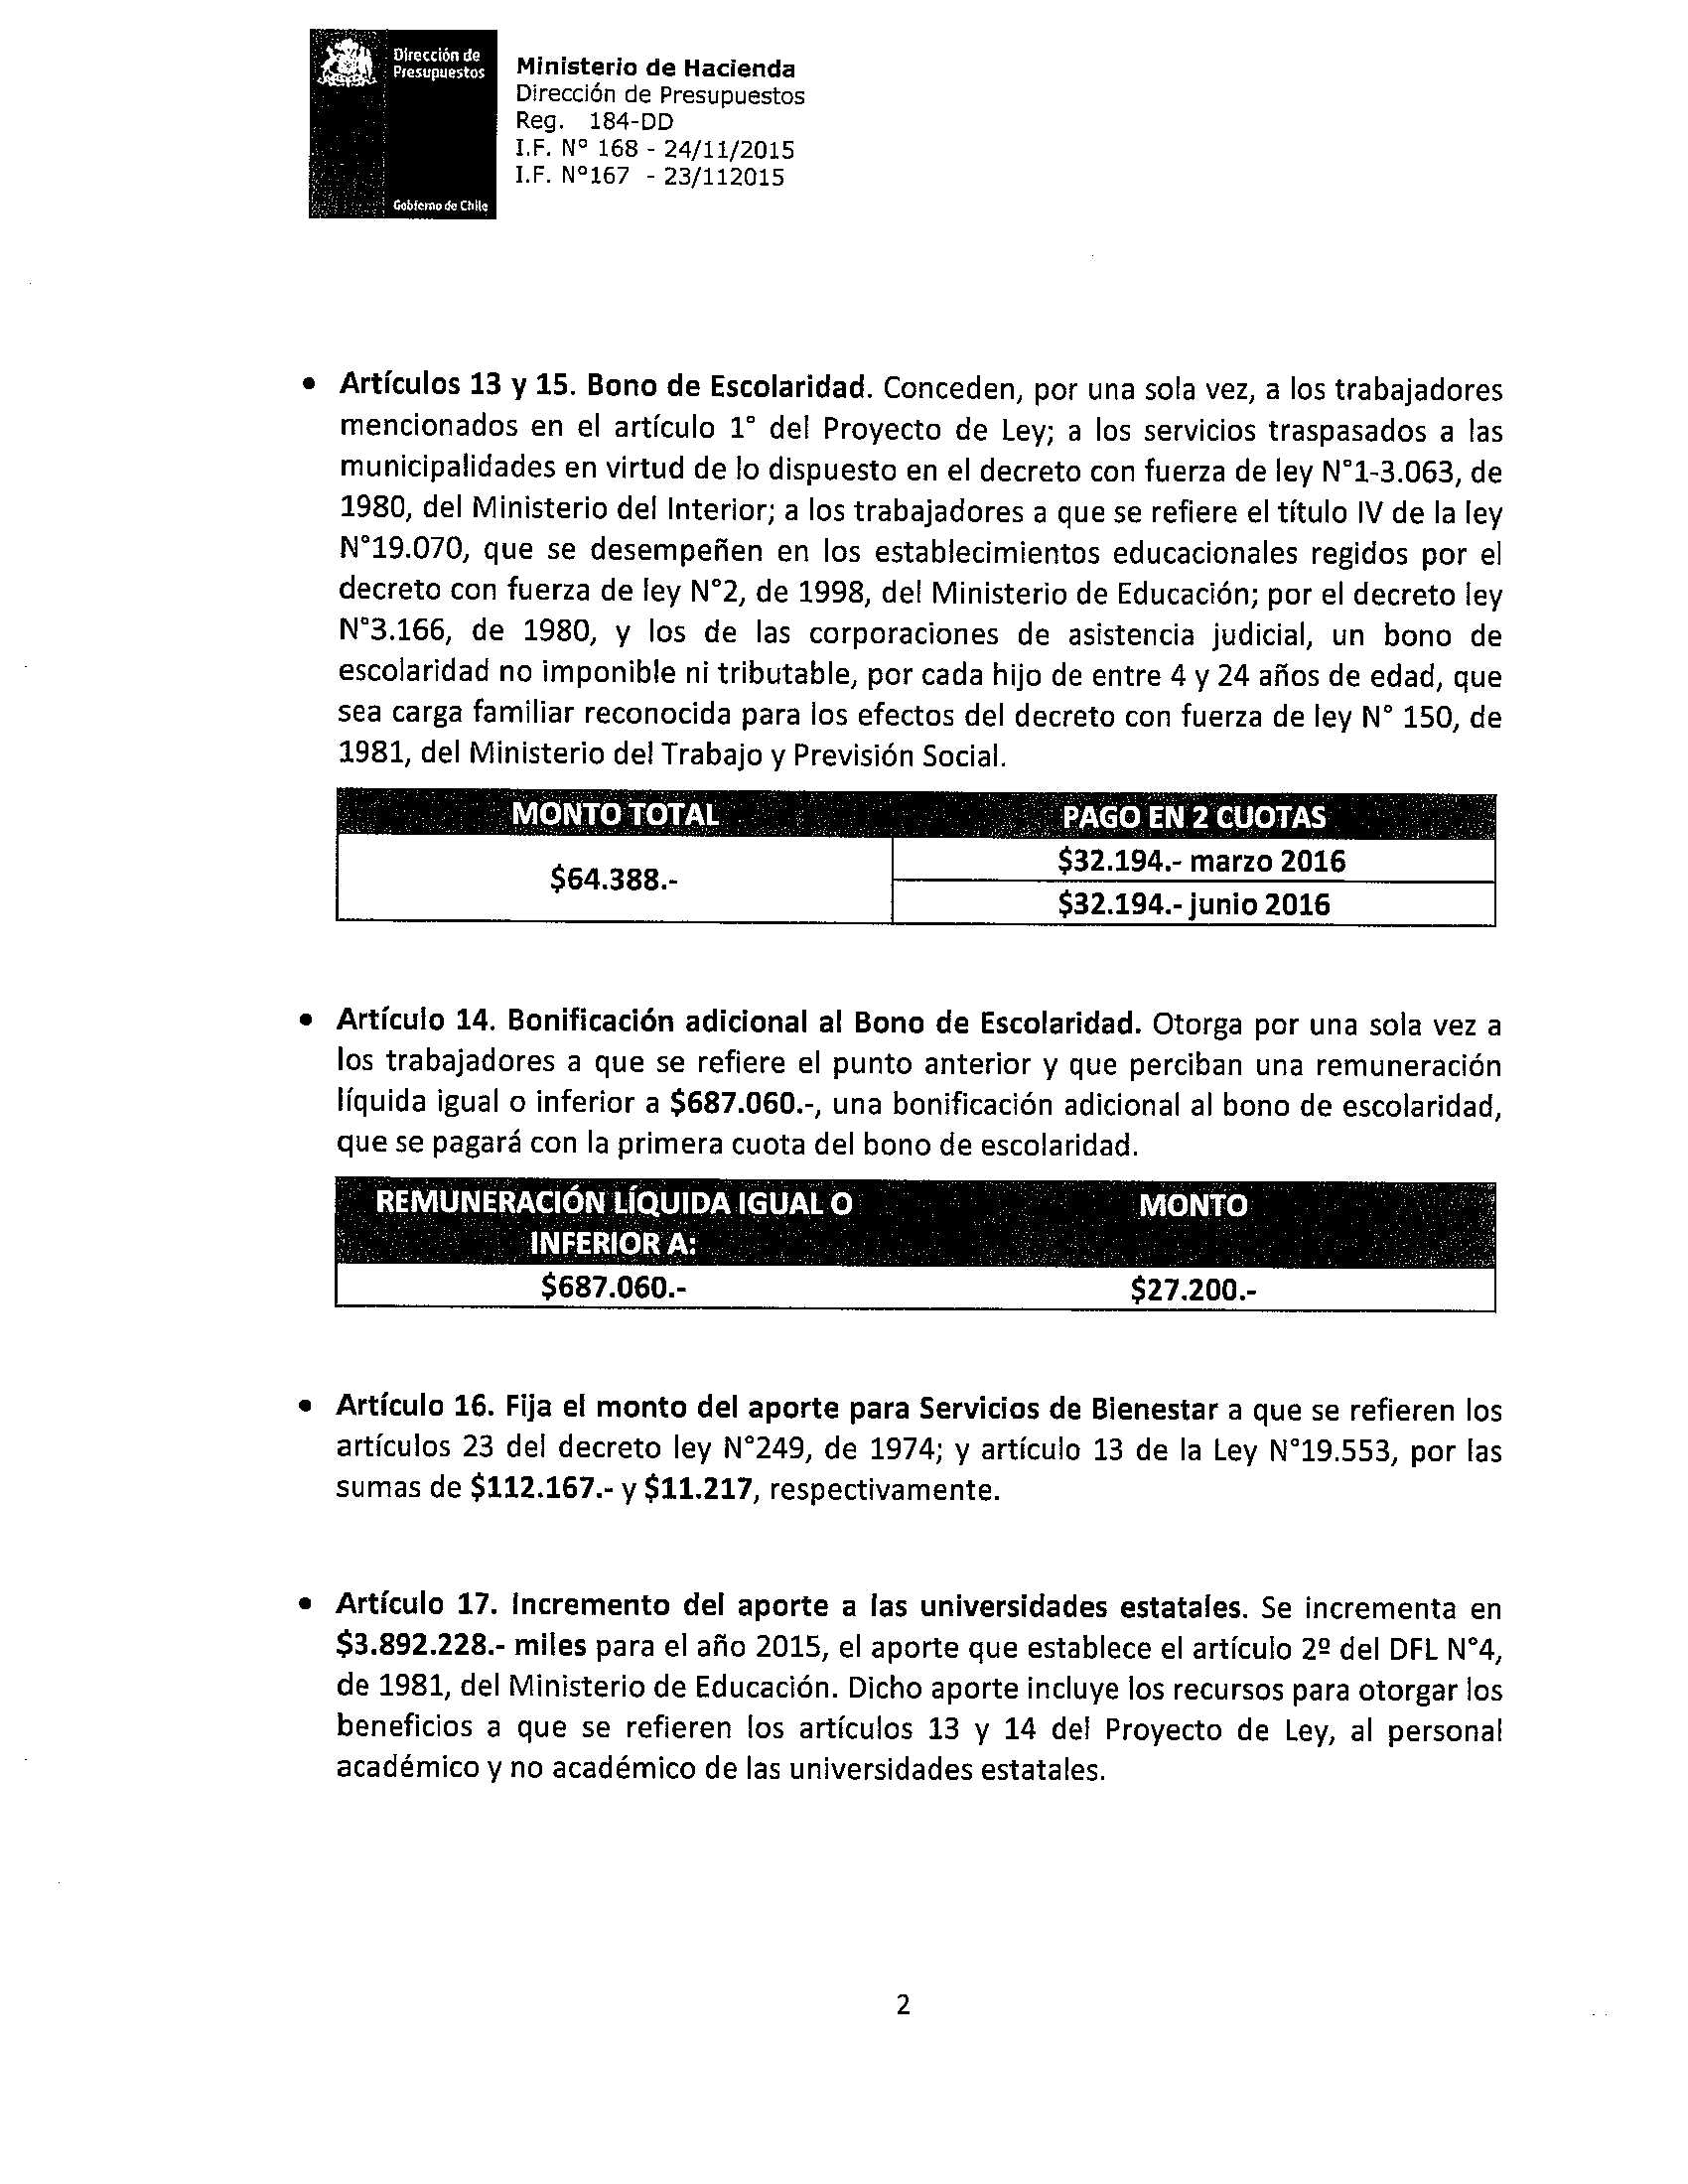 Dirección de
Presupuestos
Gobierno de Chile
Ministerio de Hacienda
Dirección de Presupuestos
Reg. 184-DD
I.F. N° 168 - 24/11/2015
I.F. N°167 - 23/112015
• Artículos 13 y 15. Bono de Escolaridad. Conceden, por una sola vez, a los trabajadores
mencionados en el artículo 1° del Proyecto de Ley; a los servicios traspasados a las
municipalidades en virtud de lo dispuesto en el decreto con fuerza de ley N°1-3.063, de
1980, del Ministerio del Interior; a los trabajadores a que se refiere el título IV de la ley
N°19.070, que se desempeñen en los establecimientos educacionales regidos por el
decreto con fuerza de ley N°2, de 1998, del Ministerio de Educación; por el decreto ley
N°3.166, de 1980, y los de las corporaciones de asistencia judicial, un bono de
escolaridad no imponible ni tributable, por cada hijo de entre 4 y 24 años de edad, que
sea carga familiar reconocida para los efectos del decreto con fuerza de ley N° 150, de
1981, del Ministerio del Trabajo y Previsión Social.
MONTO TOTAL PAGO EN 2 CUOTAS
$64.388.-
$32.194.- marzo 2016
$32.194.- junio 2016
• Artículo 14. Bonificación adicional al Bono de Escolaridad. Otorga por una sola vez a
los trabajadores a que se refiere el punto anterior y que perciban una remuneración
líquida igual o inferior a $687.060.-, una bonificación adicional al bono de escolaridad,
que se pagará con la primera cuota del bono de escolaridad.
REMUNERACIÓN LÍQUIDA IGUAL O
INFERIOR A:
MONTO
$687.060.- $27.200.-
• Artículo 16. Fija el monto del aporte para Servicios de Bienestar a que se refieren los
artículos 23 del decreto ley N°249, de 1974; y artículo 13 de la Ley N°19.553, por las
sumas de $112.167.- y $11.217, respectivamente.
• Artículo 17. Incremento del aporte a las universidades estatales. Se incrementa en
$3.892.228.- miles para el año 2015, el aporte que establece el artículo 2º del DFL N°4,
de 1981, del Ministerio de Educación. Dicho aporte incluye los recursos para otorgar los
beneficios a que se refieren los artículos 13 y 14 del Proyecto de Ley, al personal
académico y no académico de las universidades estatales.
2